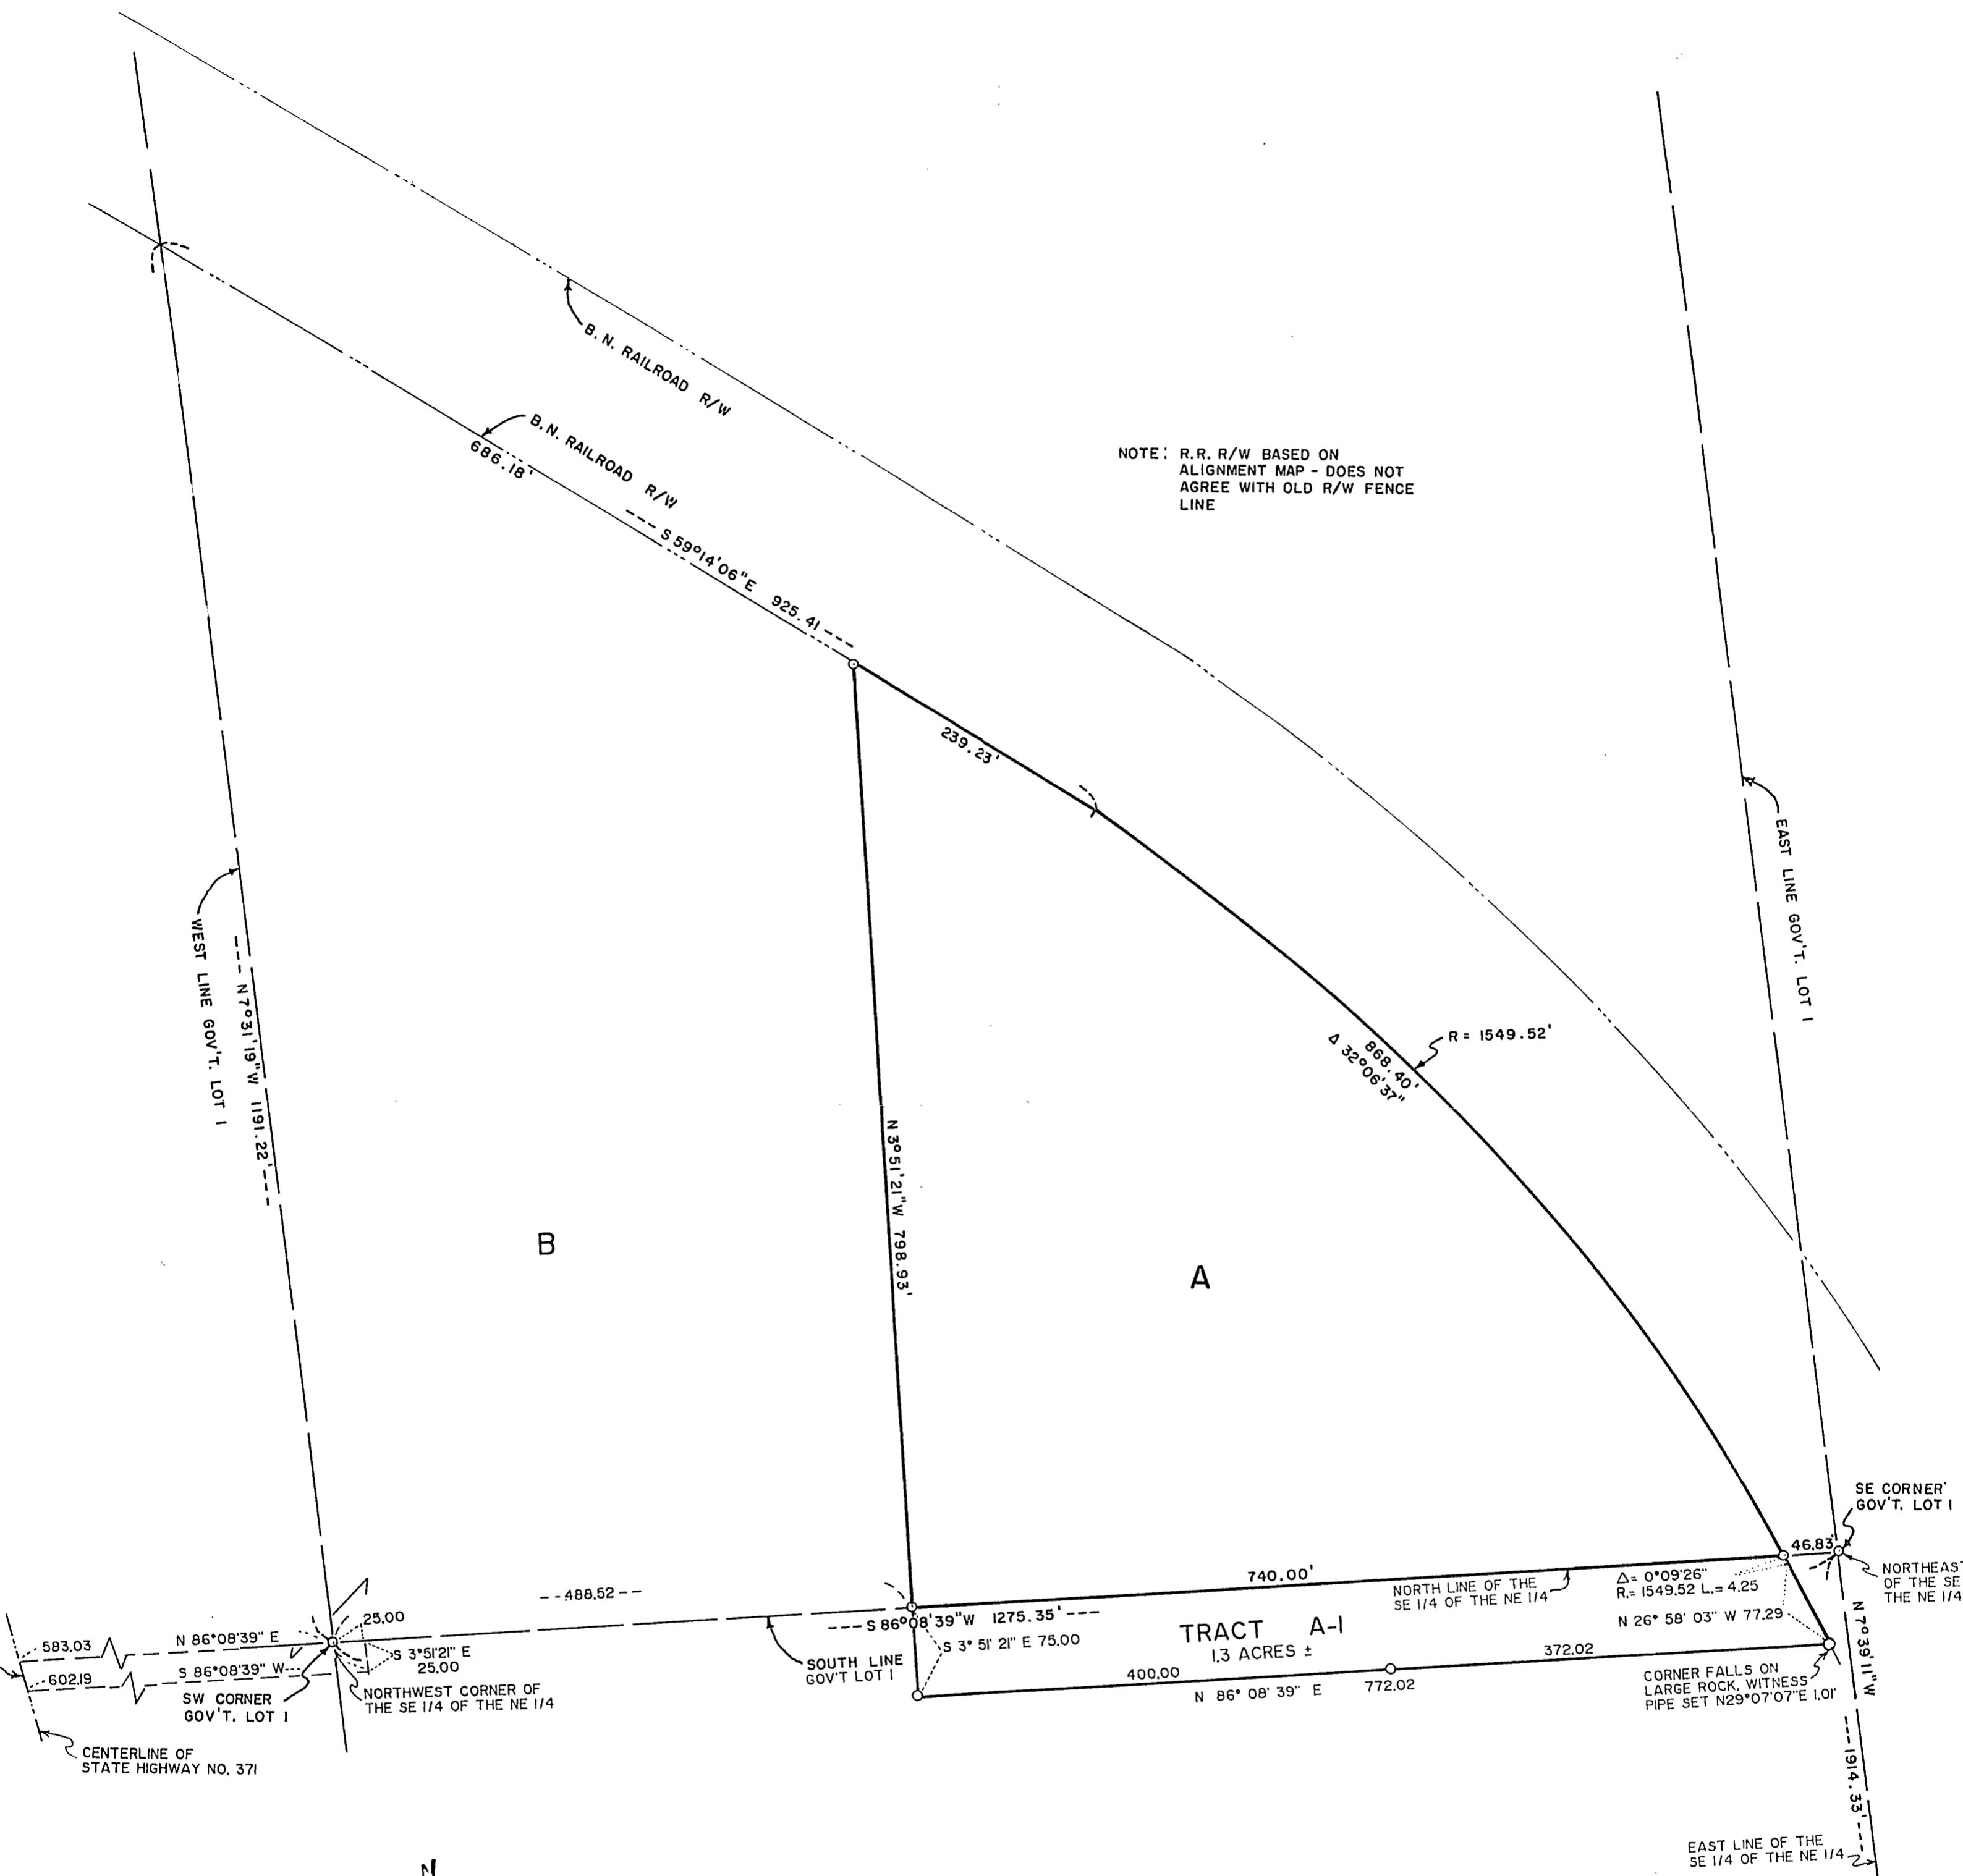 B. N. RAILROAD R/W
B. N. RAILROAD R/W
686.18'
--- S 59°14'06"E 925.41 ---
NOTE: R.R. R/W BASED ON
ALIGNMENT MAP - DOES NOT
AGREE WITH OLD R/W FENCE
LINE
239.23'
EAST LINE GOV'T. LOT 1
WEST LINE GOV'T. LOT 1
--- N 7°31'19"W 1191.22' ---
R = 1549.52'
868.40'
Δ 32°06'37"
N 3°51'21"W 798.93'
B
A
SE CORNER
GOV'T. LOT 1
46.83'
NORTHEAST
OF THE SE
THE NE 1/4
740.00'
NORTH LINE OF THE
SE 1/4 OF THE NE 1/4
Δ= 0°09'26"
R.= 1549.52 L.= 4.25
N 26° 58' 03" W 77.29
--488.52--
25.00
--- S 86°08'39"W 1275.35' ---
S 3° 51' 21" E 75.00
TRACT A-1
1.3 ACRES ±
583.03
N 86°08'39" E
S 3°51'21" E
25.00
602.19
S 86°08'39" W--
SW CORNER
GOV'T. LOT 1
NORTHWEST CORNER OF
THE SE 1/4 OF THE NE 1/4
SOUTH LINE
GOV'T LOT 1
400.00
372.02
N 86° 08' 39" E 772.02
CORNER FALLS ON
LARGE ROCK, WITNESS
PIPE SET N29°07'07"E 1.01'
N 7°39'11"W
---1914.33'---
CENTERLINE OF
STATE HIGHWAY NO. 371
EAST LINE OF THE
SE 1/4 OF THE NE 1/4
N